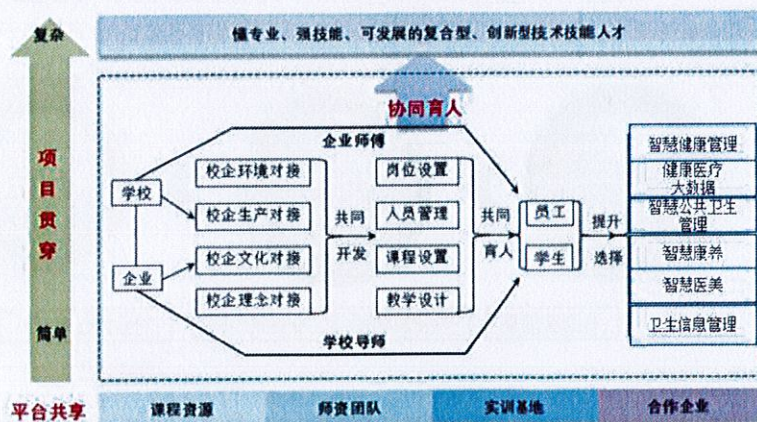 复杂
懂专业、强技能、可发展的复合型、创新型技术技能人才
协同育人
项目贯穿
企业师傅
学校
企业
校企环境对接
校企生产对接
校企文化对接
校企理念对接
共同
开发
岗位设置
人员管理
课程设置
教学设计
共同
育人
员工
学生
提升
选择
智慧健康管理
健康医疗
大数据
智慧公共卫生
管理
智慧康养
智慧医美
卫生信息管理
简单
学校导师
平台共享
课程资源
师资团队
实训基地
合作企业